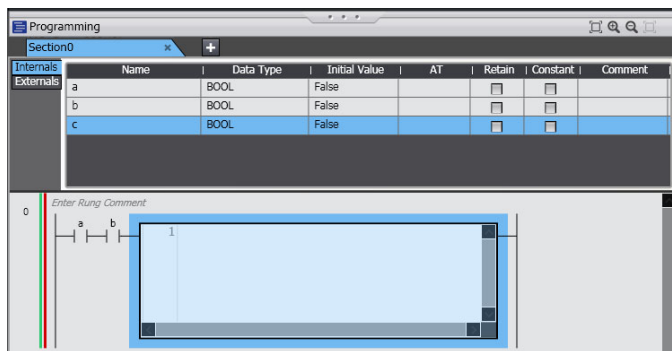 Programming
Section0 ×
Internals
Externals
Name Data Type Initial Value AT Retain Constant Comment
a BOOL False
b BOOL False
c BOOL False
0 Enter Rung Comment
a b
1